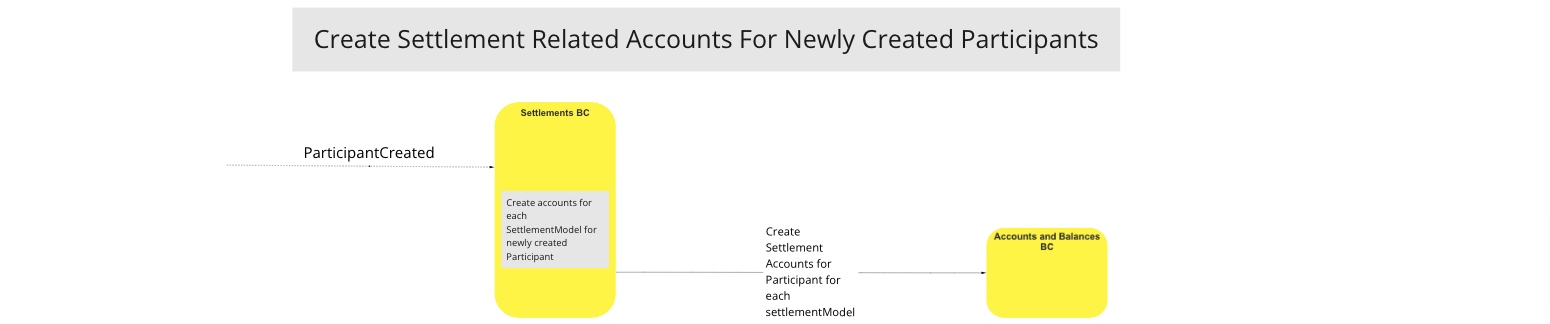 Create Settlement Related Accounts For Newly Created Participants
Settlements BC
ParticipantCreated
Create accounts for
each
SettlementModel for
newly created
Participant
Create
Settlement
Accounts for
Participant for
each
settlementModel
Accounts and Balances
BC